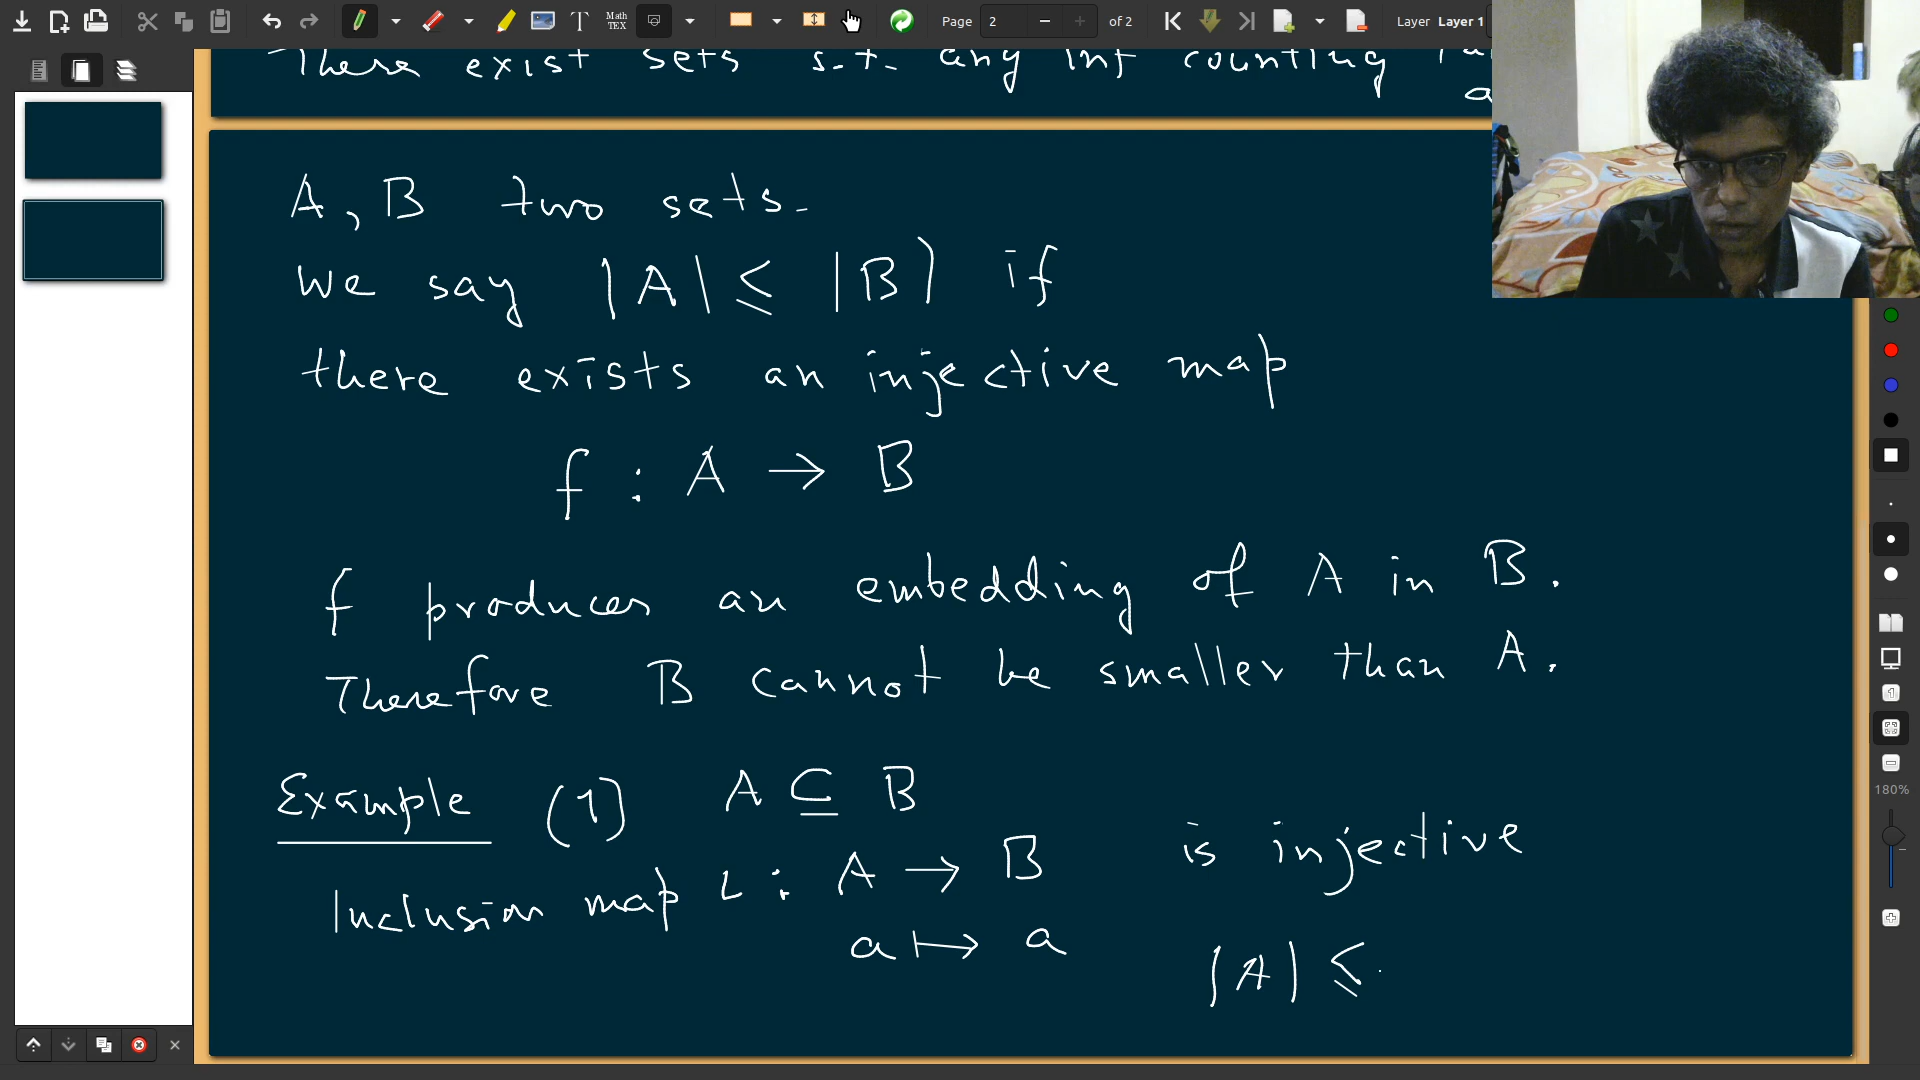 Page 2 of 2 Layer Layer 1
Math
TEX
There exist sets s.t. any inf counting
A, B two sets.
We say |A| ≤ |B| if
there exists an injective map
f : A → B
f produces an embedding of A in B.
Therefore B cannot be smaller than A.
Example (1) A ⊆ B
Inclusion map ι : A → B is injective
a ↦ a
|A| ≤
180%